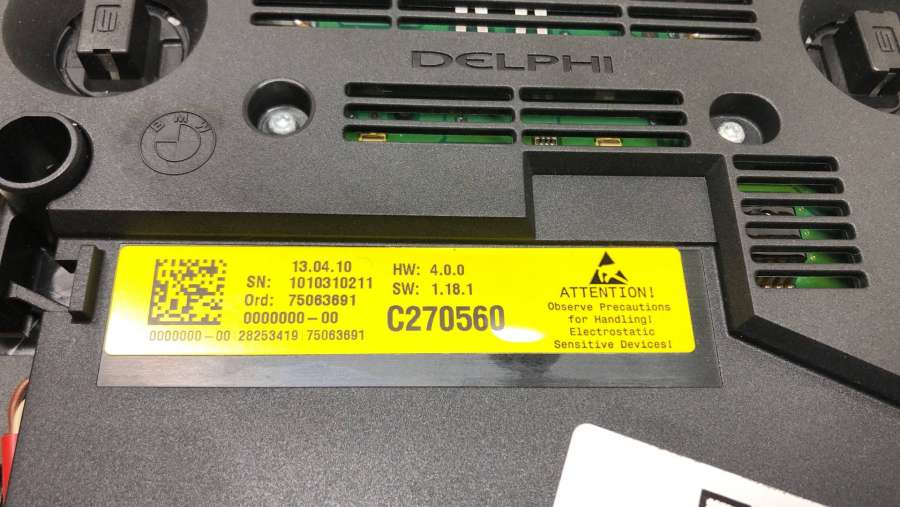 DELPHI
BMW
13.04.10
SN: 1010310211
Ord: 75063691
0000000-00
0000000-00 28253419 75063691
HW: 4.0.0
SW: 1.18.1
C270560
ATTENTION!
Observe Precautions
for Handling!
Electrostatic
Sensitive Devices!